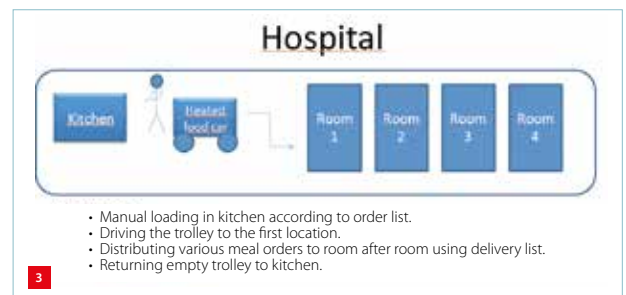 Hospital
Kitchen
Heated
food car
Room
1
Room
2
Room
3
Room
4
• Manual loading in kitchen according to order list.
• Driving the trolley to the first location.
• Distributing various meal orders to room after room using delivery list.
• Returning empty trolley to kitchen.
3